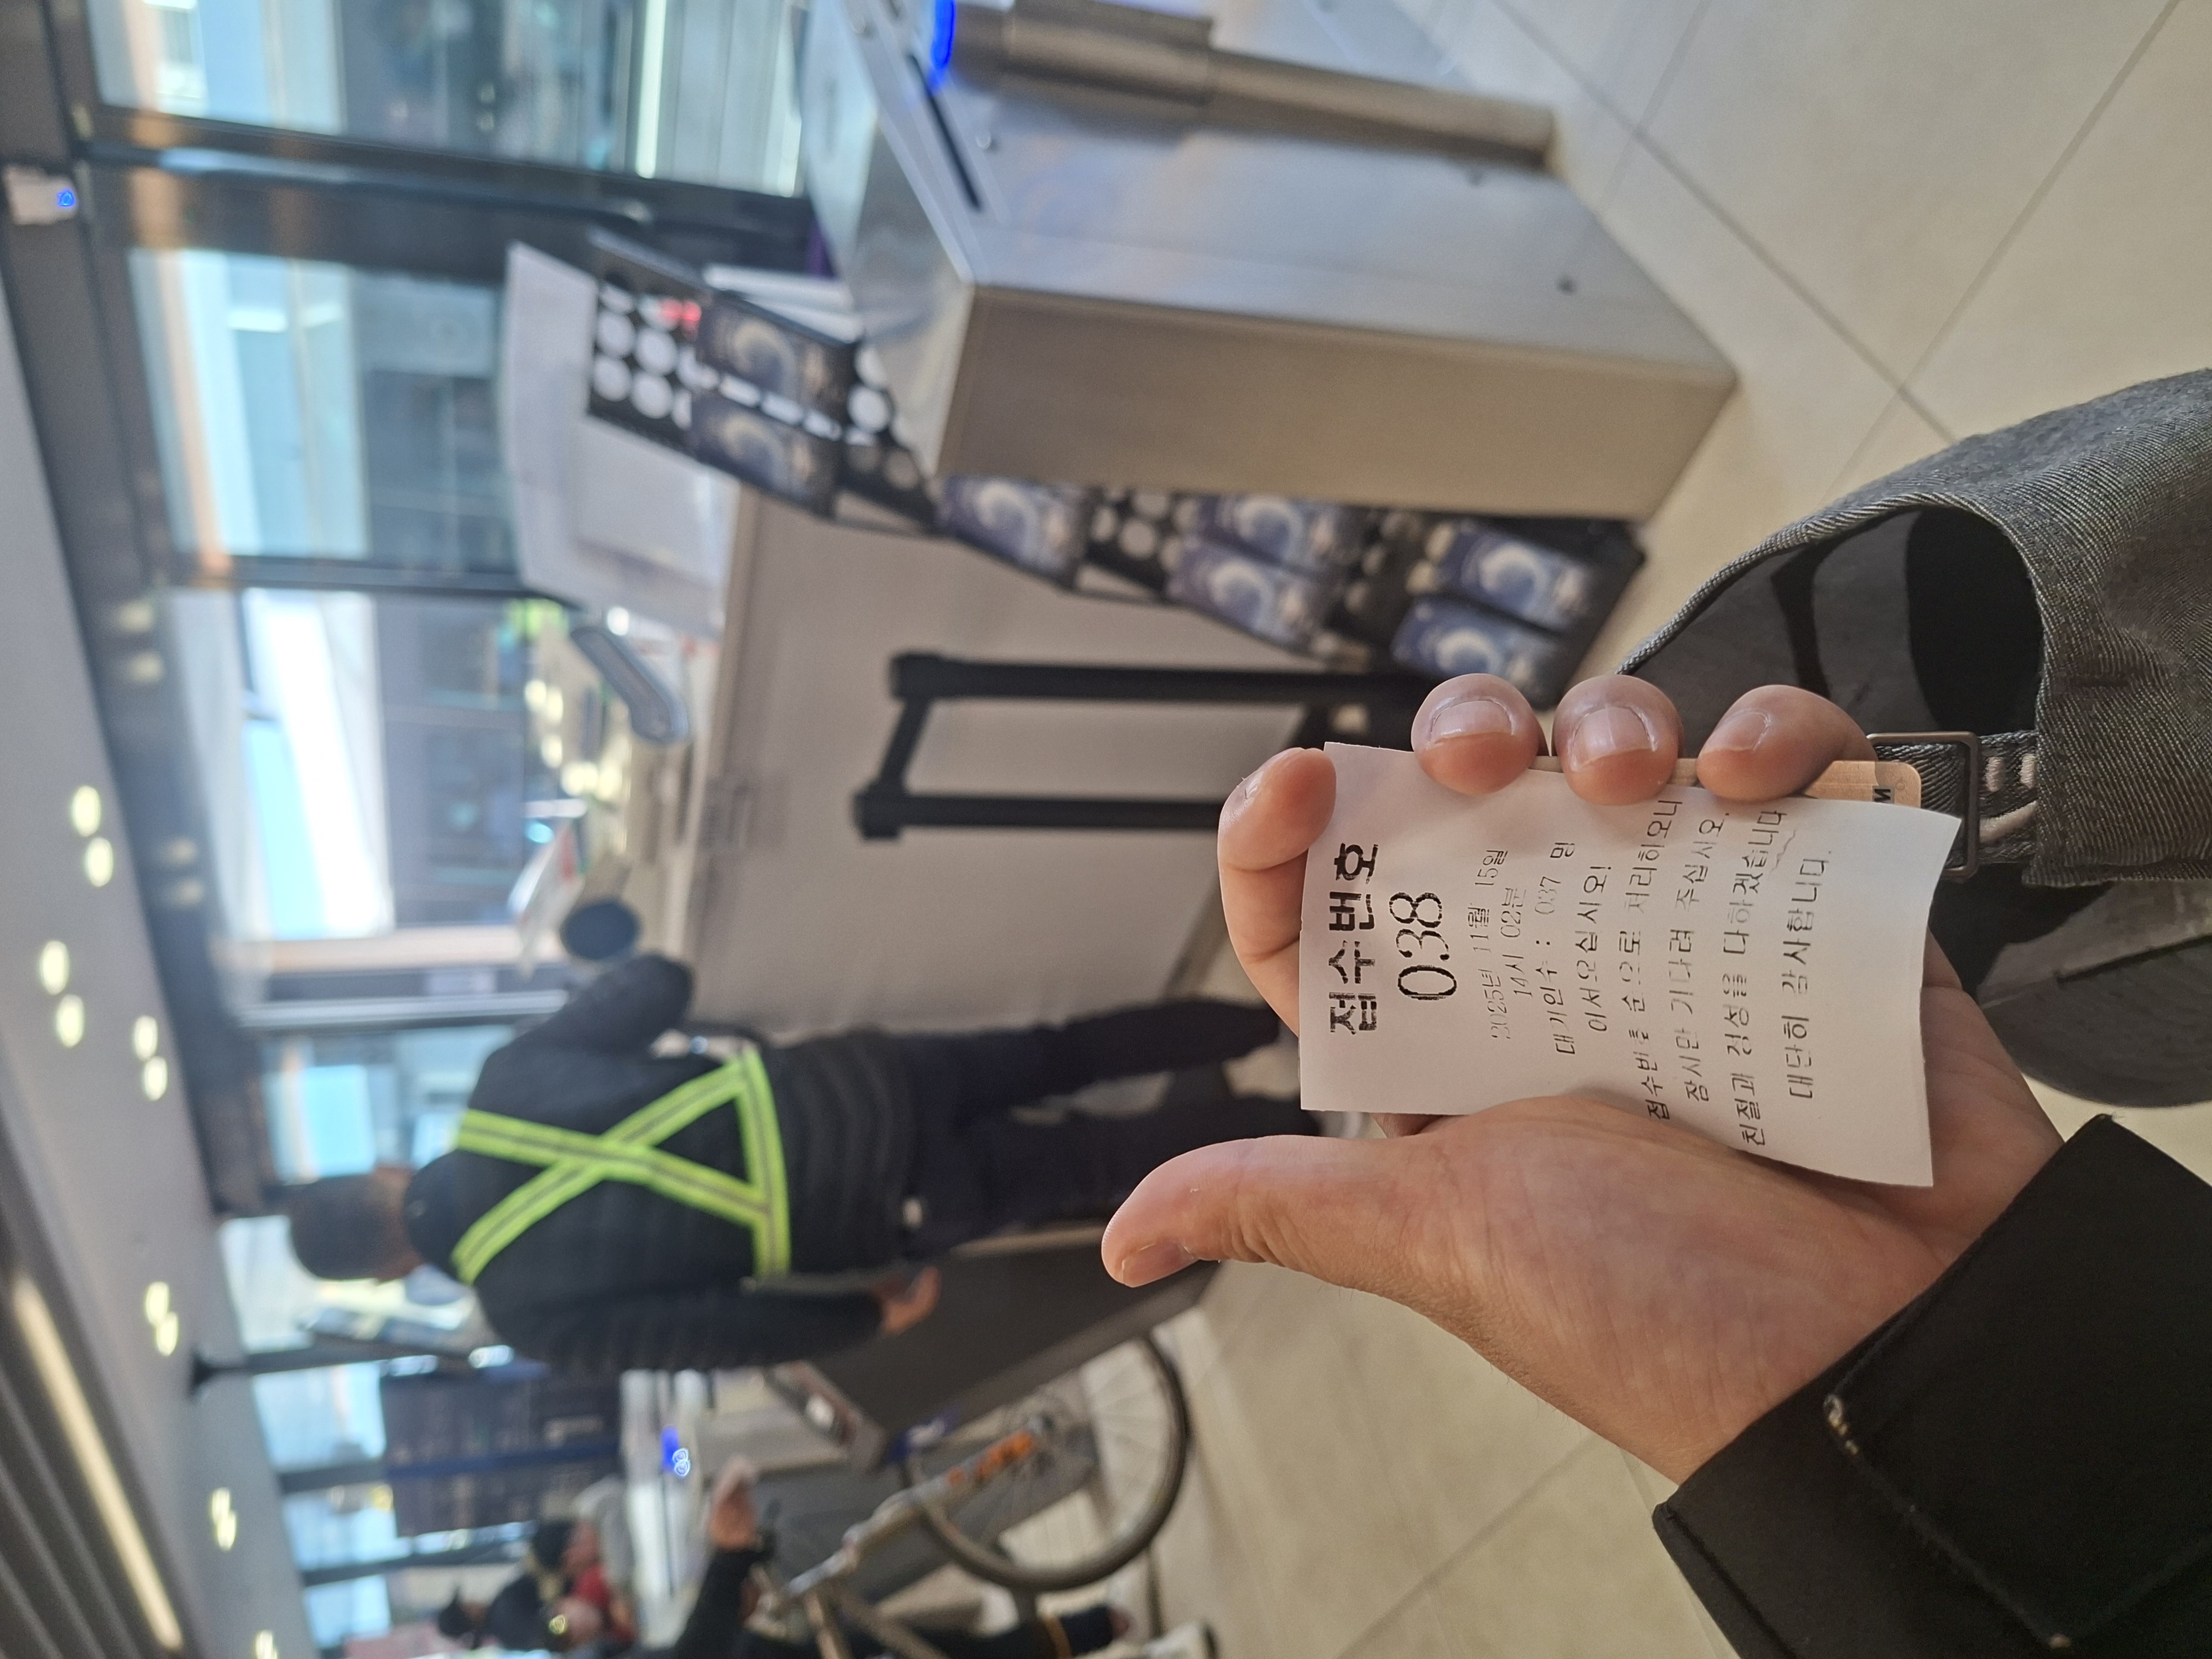 접수번호
038
2025년 11월 15일
14시 02분
대기인수 : 037 명
어서오십시오!
접수번호 순으로 처리하오니
잠시만 기다려 주십시오.
친절과 정성을 다하겠습니다
대단히 감사합니다.